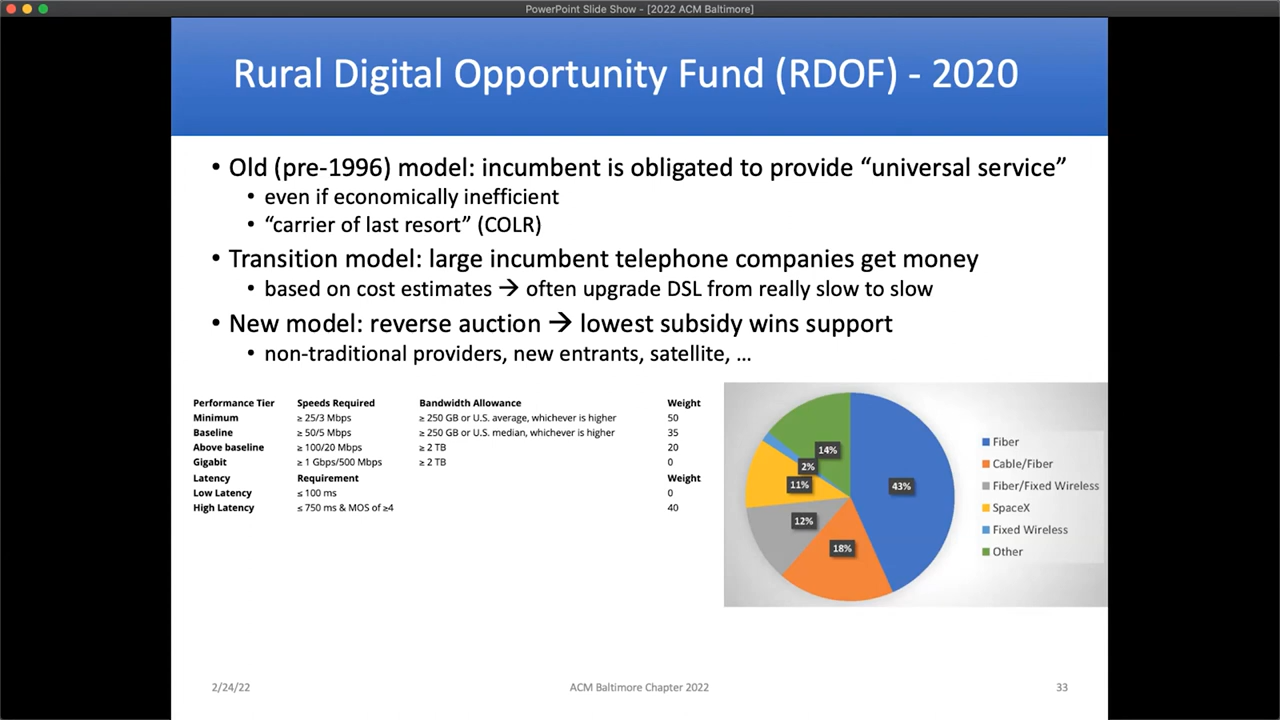 PowerPoint Slide Show - [2022 ACM Baltimore]
Rural Digital Opportunity Fund (RDOF) - 2020
• Old (pre-1996) model: incumbent is obligated to provide “universal service”
• even if economically inefficient
• “carrier of last resort” (COLR)
• Transition model: large incumbent telephone companies get money
• based on cost estimates → often upgrade DSL from really slow to slow
• New model: reverse auction → lowest subsidy wins support
• non-traditional providers, new entrants, satellite, …
Performance Tier Speeds Required Bandwidth Allowance Weight
Minimum ≥ 25/3 Mbps ≥ 250 GB or U.S. average, whichever is higher 50
Baseline ≥ 50/5 Mbps ≥ 250 GB or U.S. median, whichever is higher 35
Above baseline ≥ 100/20 Mbps ≥ 2 TB 20
Gigabit ≥ 1 Gbps/500 Mbps ≥ 2 TB 0
Latency Requirement Weight
Low Latency ≤ 100 ms 0
High Latency ≤ 750 ms & MOS of ≥4 40
14%
2%
11%
43%
12%
18%
Fiber
Cable/Fiber
Fiber/Fixed Wireless
SpaceX
Fixed Wireless
Other
2/24/22 ACM Baltimore Chapter 2022 33